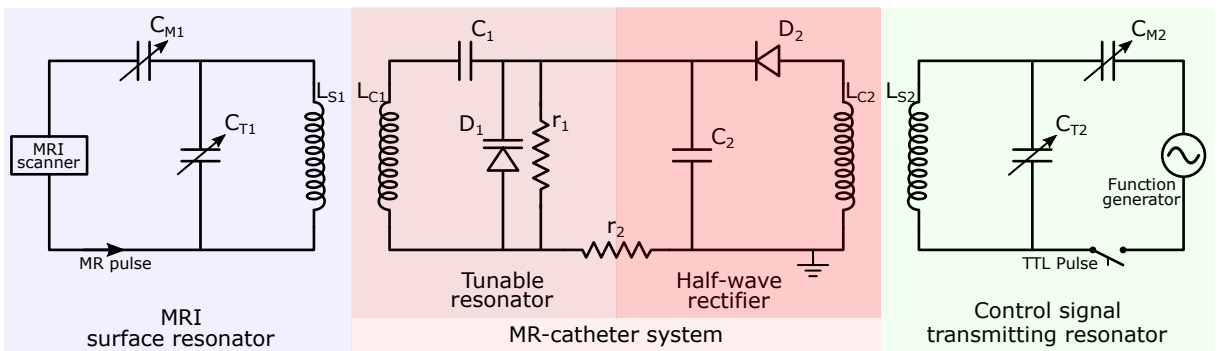 C_M1
C_T1
L_S1
MRI
scanner
MR pulse
MRI
surface resonator
C_1
L_C1
D_1
r_1
r_2
Tunable
resonator
C_2
D_2
L_C2
Half-wave
rectifier
MR-catheter system
L_S2
C_M2
C_T2
Function
generator
TTL Pulse
Control signal
transmitting resonator